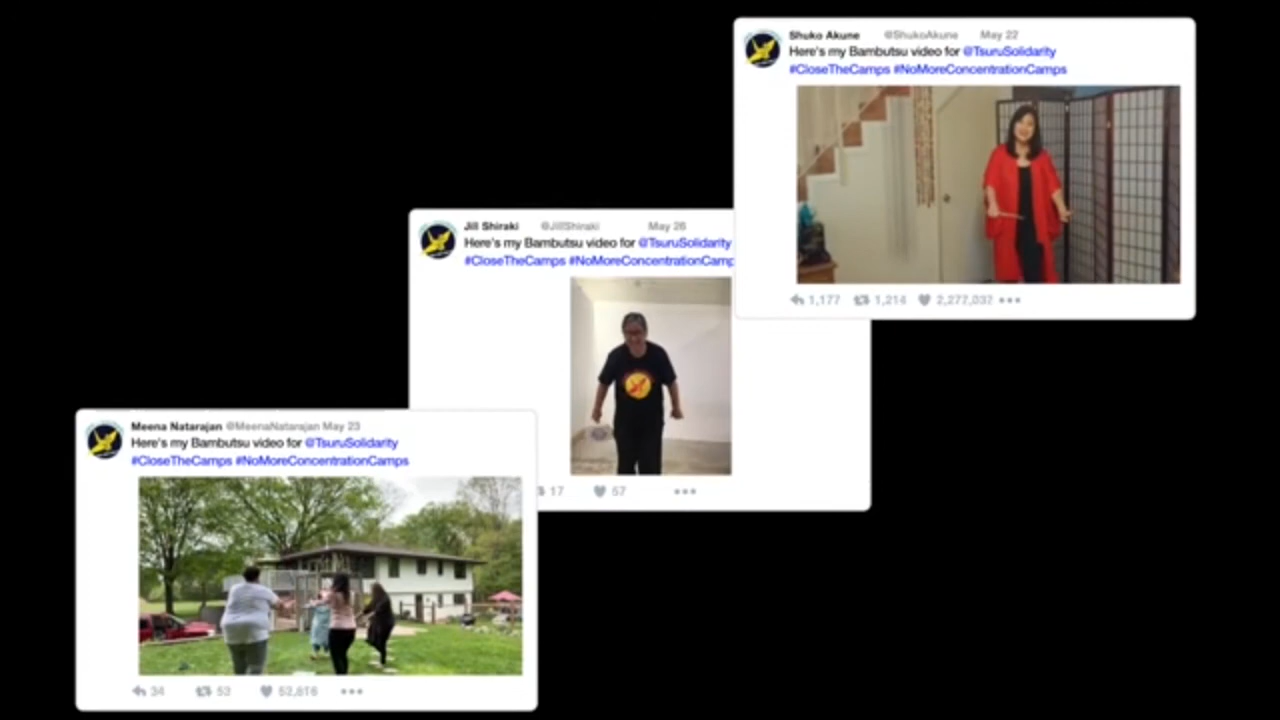 Shuko Akune @ShukoAkune May 22
Here's my Bambutsu video for @TsuruSolidarity
#CloseTheCamps #NoMoreConcentrationCamps
1,177 1,214 2,277,032
Jill Shiraki @JillShiraki May 26
Here's my Bambutsu video for @TsuruSolidarity
#CloseTheCamps #NoMoreConcentrationCamp
17 57
Meena Natarajan @MeenaNatarajan May 23
Here's my Bambutsu video for @TsuruSolidarity
#CloseTheCamps #NoMoreConcentrationCamps
34 52 52,876